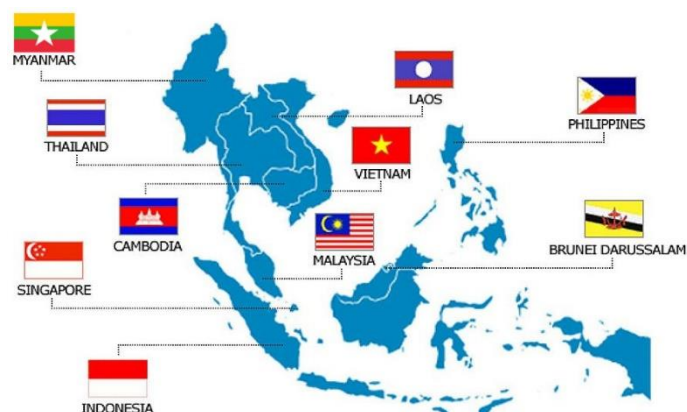 MYANMAR
LAOS
PHILIPPINES
THAILAND
VIETNAM
CAMBODIA
MALAYSIA
BRUNEI DARUSSALAM
SINGAPORE
INDONESIA